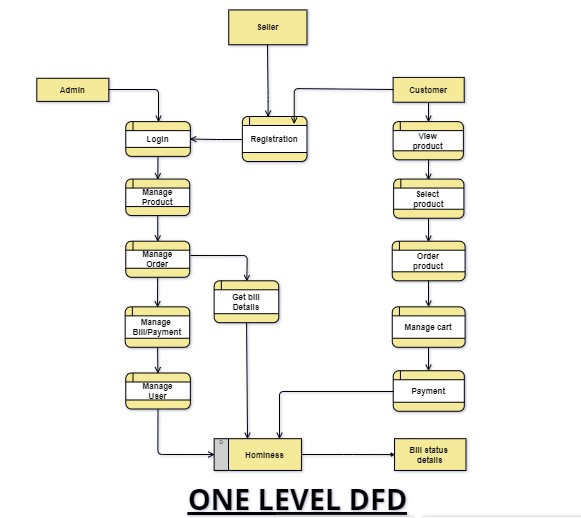 Seller
Admin
Customer
Login
Registration
View
product
Manage
Product
Select
product
Manage
Order
Order
product
Get bill
Details
Manage
Bill/Payment
Manage cart
Manage
User
Payment
D
Hominess
Bill status
details
ONE LEVEL DFD